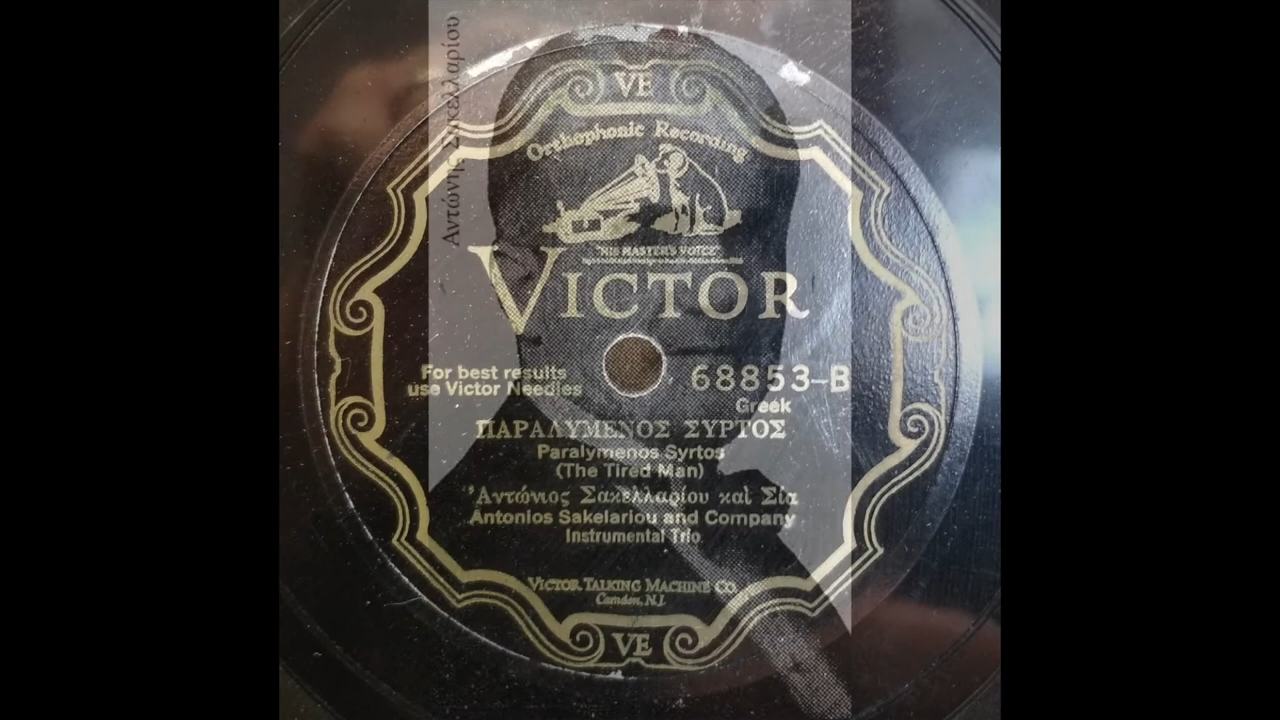 Αντώνης Σακελλαρίου
VE
Orthophonic Recording
"HIS MASTER'S VOICE"
VICTOR
For best results
use Victor Needles
68853-B
Greek
ΠΑΡΑΛΥΜΕΝΟΣ ΣΥΡΤΟΣ
Paralymenos Syrtos
(The Tired Man)
Ἀντώνιος Σακελλαρίου καὶ Σία
Antonios Sakelariou and Company
Instrumental Trio
VICTOR TALKING MACHINE CO.
Camden, N.J.
VE